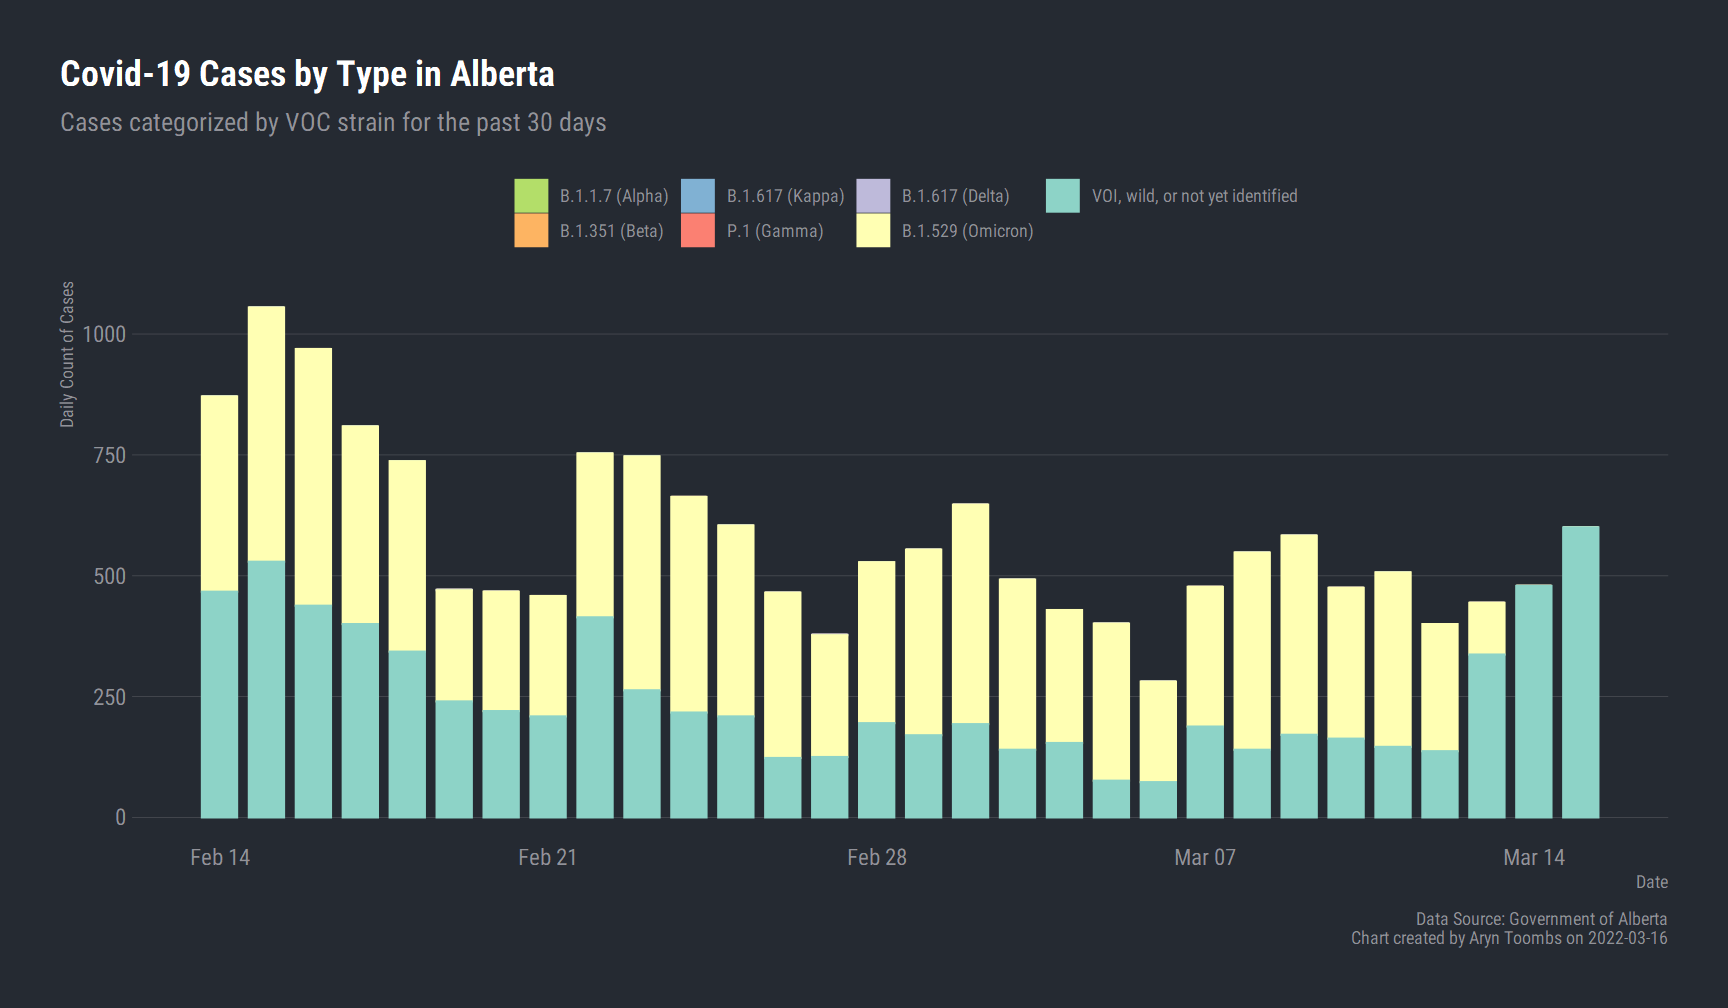 Covid-19 Cases by Type in Alberta
Cases categorized by VOC strain for the past 30 days
B.1.1.7 (Alpha) B.1.617 (Kappa) B.1.617 (Delta) VOI, wild, or not yet identified
B.1.351 (Beta) P.1 (Gamma) B.1.529 (Omicron)
Daily Count of Cases
1000
750
500
250
0
Feb 14 Feb 21 Feb 28 Mar 07 Mar 14
Date
Data Source: Government of Alberta
Chart created by Aryn Toombs on 2022-03-16